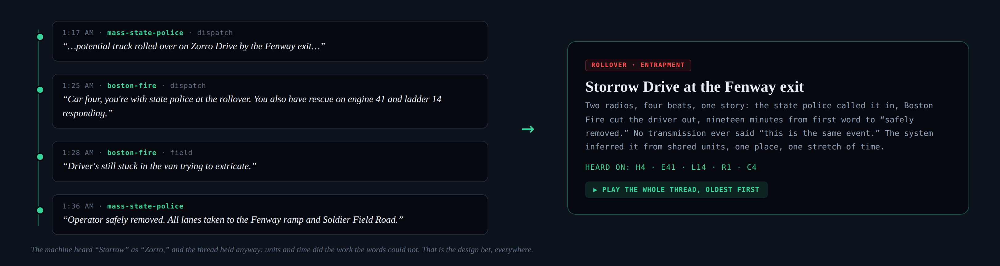 1:17 AM · mass-state-police · dispatch
“…potential truck rolled over on Zorro Drive by the Fenway exit…”
1:25 AM · boston-fire · dispatch
“Car four, you're with state police at the rollover. You also have rescue on engine 41 and ladder 14
responding.”
1:28 AM · boston-fire · field
“Driver's still stuck in the van trying to extricate.”
1:36 AM · mass-state-police
“Operator safely removed. All lanes taken to the Fenway ramp and Soldier Field Road.”
→
ROLLOVER · ENTRAPMENT
Storrow Drive at the Fenway exit
Two radios, four beats, one story: the state police called it in, Boston
Fire cut the driver out, nineteen minutes from first word to “safely
removed.” No transmission ever said “this is the same event.” The system
inferred it from shared units, one place, one stretch of time.
HEARD ON: H4 · E41 · L14 · R1 · C4
▶ PLAY THE WHOLE THREAD, OLDEST FIRST
The machine heard “Storrow” as “Zorro,” and the thread held anyway: units and time did the work the words could not. That is the design bet, everywhere.